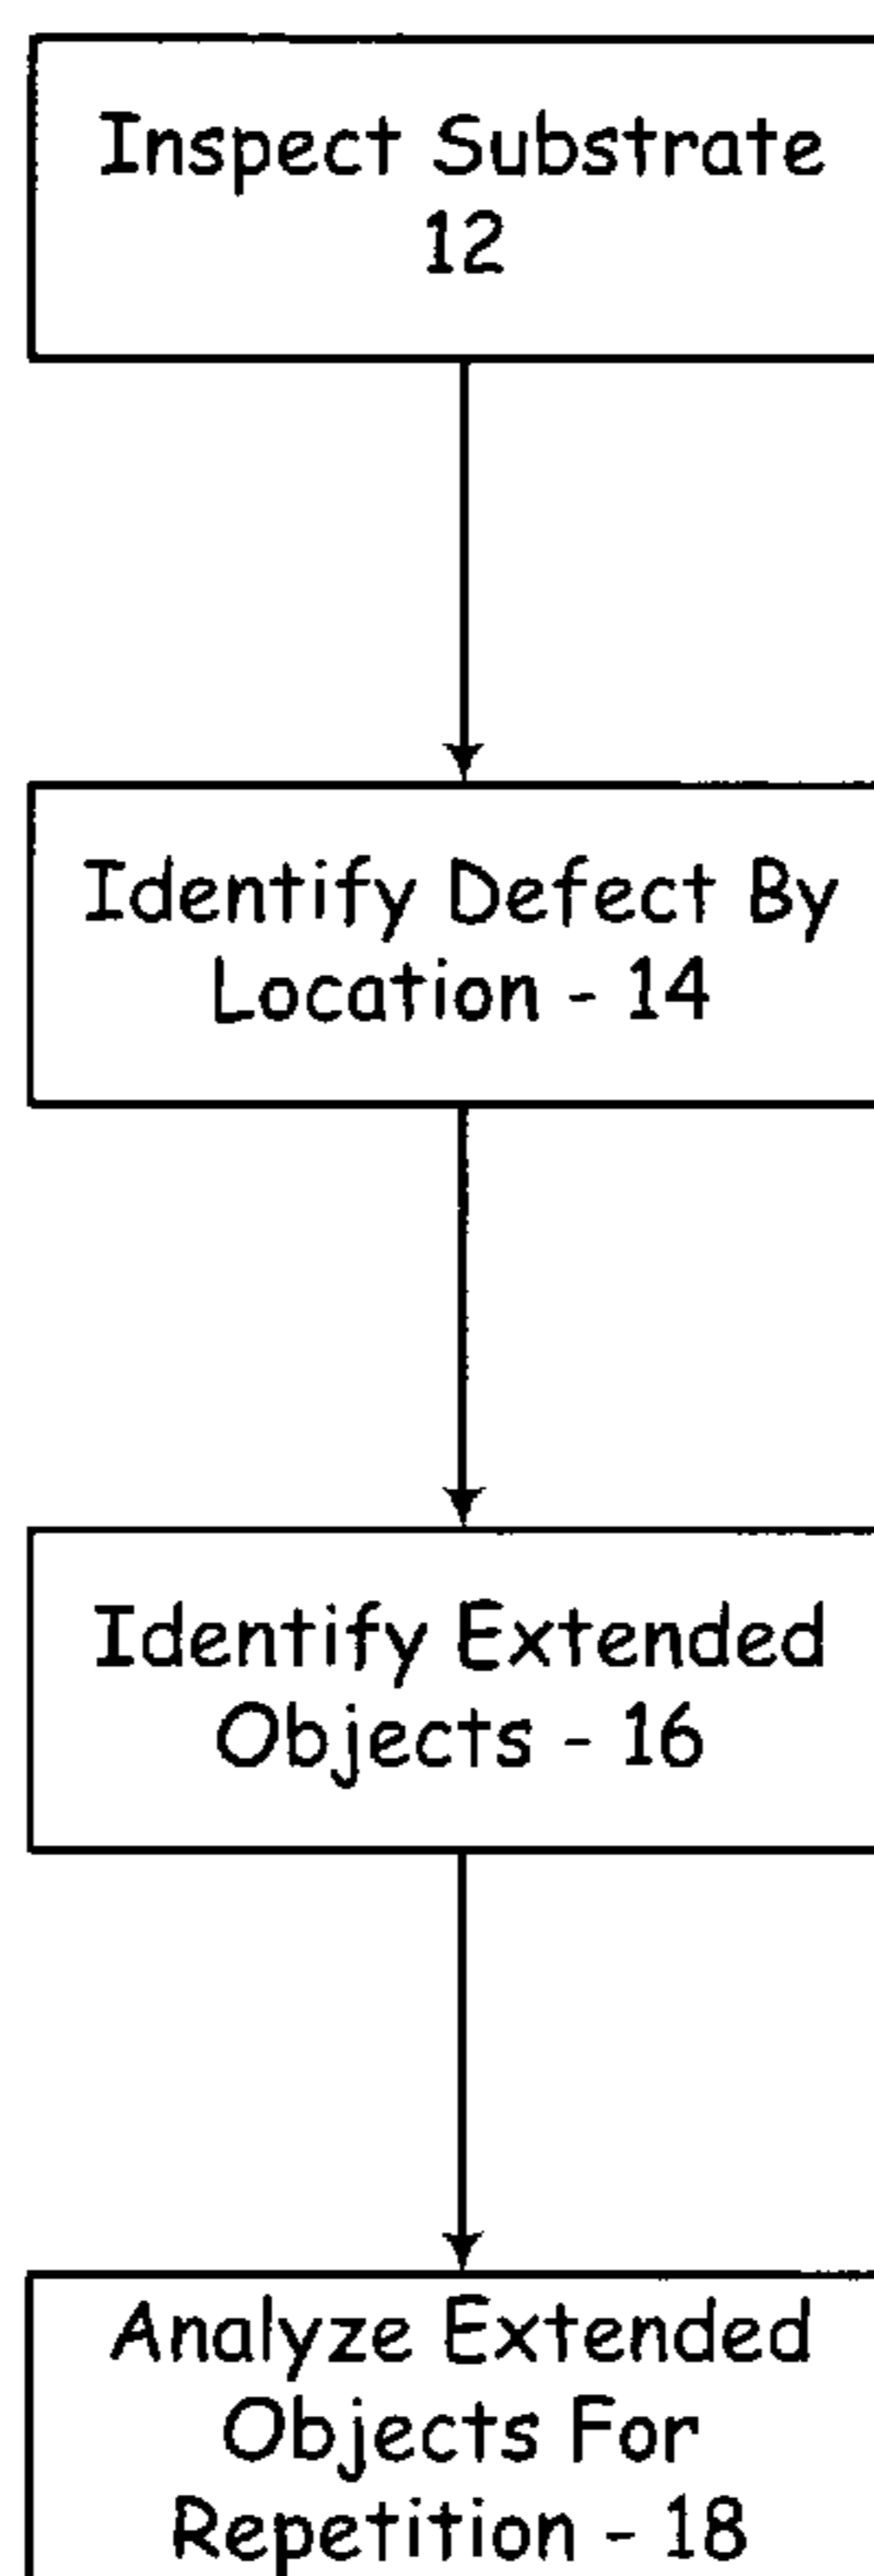 Inspect Substrate
12
Identify Defect By
Location - 14
Identify Extended
Objects - 16
Analyze Extended
Objects For
Repetition - 18